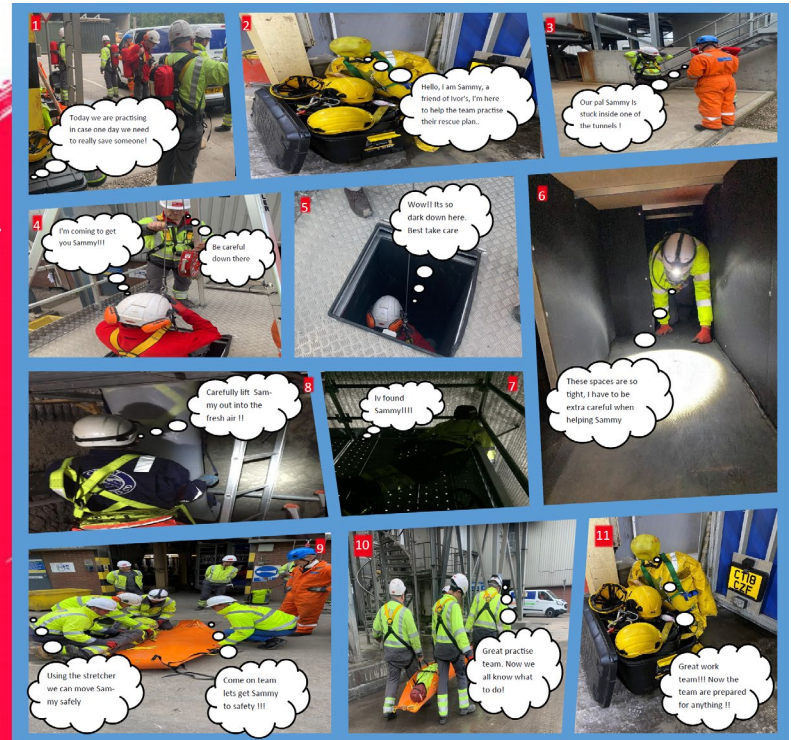 1
Today we are practising
in case one day we need
to really save someone!
2
Hello, I am Sammy, a
friend of Ivor's, I'm here
to help the team practise
their rescue plan..
3
Our pal Sammy Is
stuck inside one of
the tunnels !
4
I'm coming to get
you Sammy!!!
Be careful
down there
5
Wow!! Its so
dark down here.
Best take care
6
These spaces are so
tight, I have to be
extra careful when
helping Sammy
7
Iv found
Sammy!!!!
8
Carefully lift Sam-
my out into the
fresh air !!
9
Using the stretcher
we can move Sam-
my safely
Come on team
lets get Sammy
to safety !!!
10
Great practise
team. Now we
all know what
to do!
11
CT18
CZF
Great work
team!!! Now the
team are prepared
for anything !!